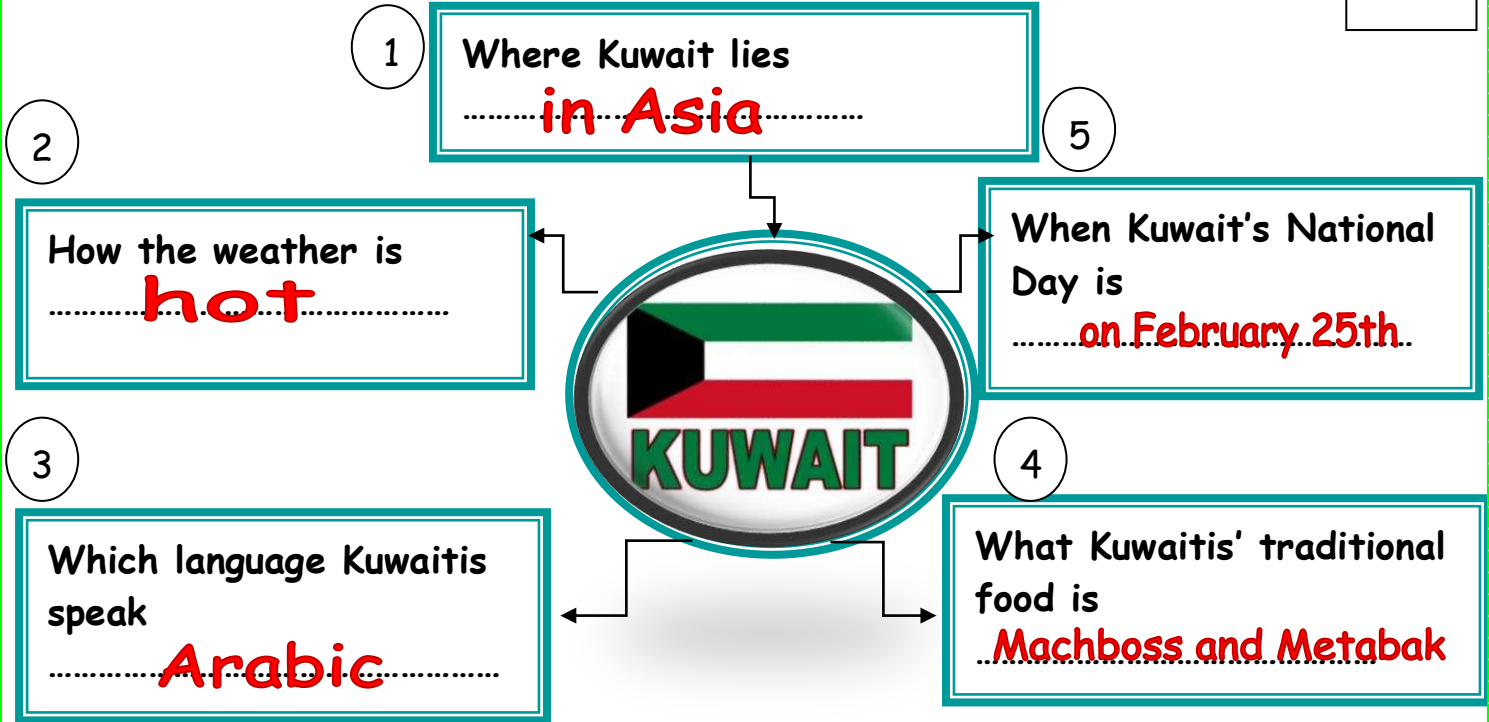 1
Where Kuwait lies
in Asia
2
How the weather is
hot
3
Which language Kuwaitis
speak
Arabic
4
What Kuwaitis’ traditional
food is
Machboss and Metabak
5
When Kuwait’s National
Day is
on February 25th
KUWAIT